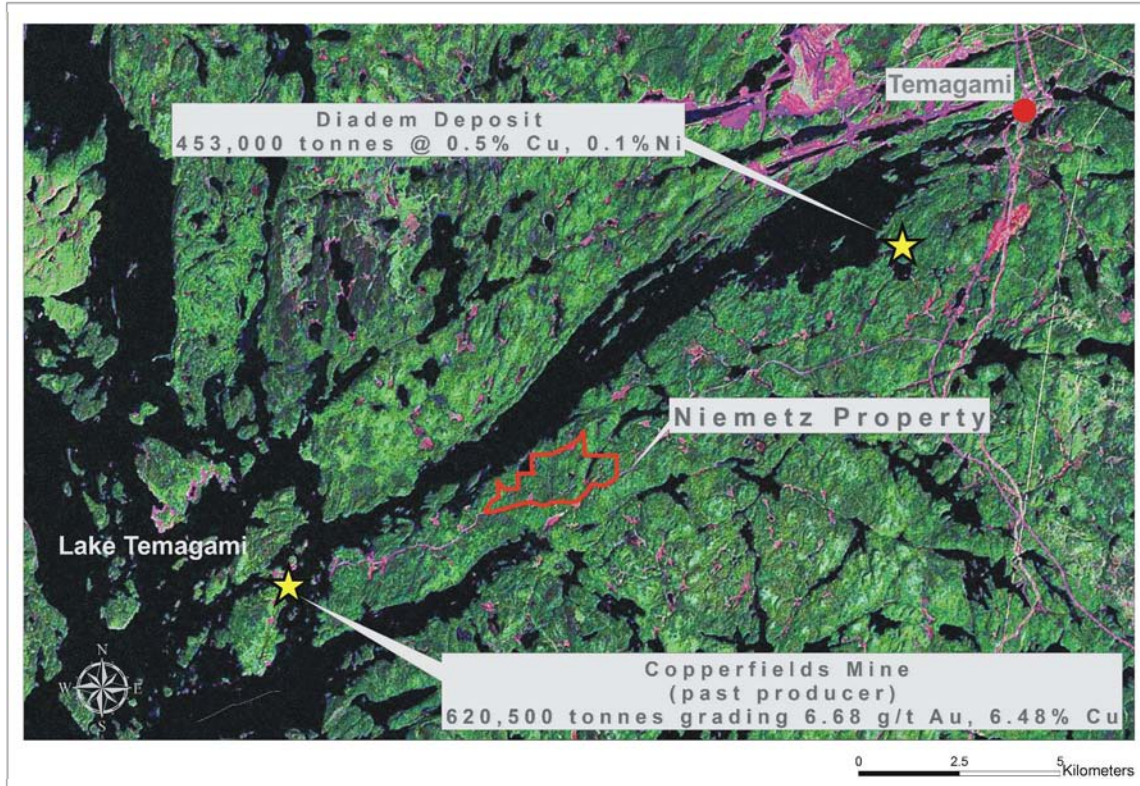 Temagami
Diadem Deposit
453,000 tonnes @ 0.5% Cu, 0.1%Ni
Niemetz Property
Lake Temagami
Copperfields Mine
(past producer)
620,500 tonnes grading 6.68 g/t Au, 6.48% Cu
N
W E
S
0 2.5 5 Kilometers